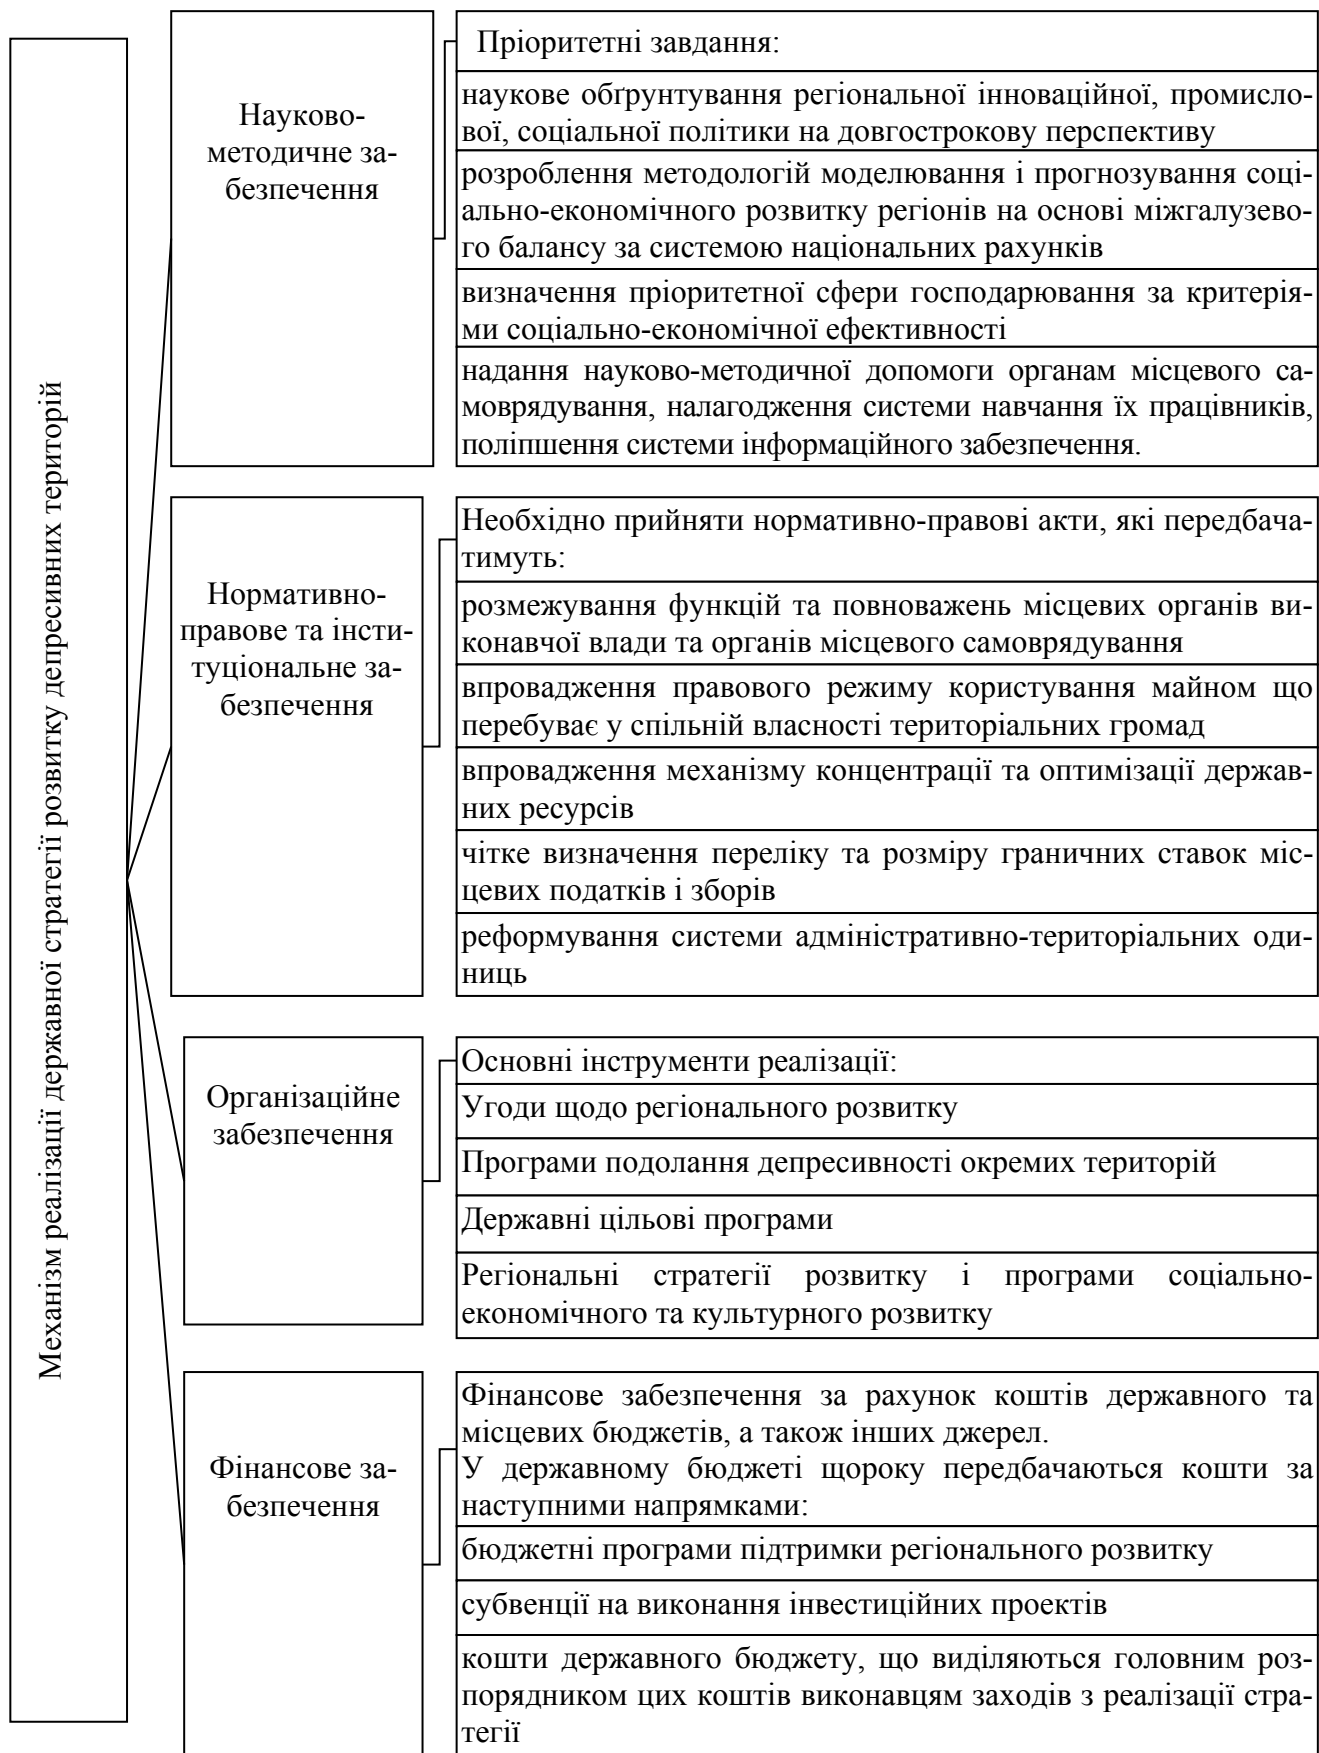 Механізм реалізації державної стратегії розвитку депресивних територій
Науково-
методичне за-
безпечення
Пріоритетні завдання:
наукове обґрунтування регіональної інноваційної, промисло-
вої, соціальної політики на довгострокову перспективу
розроблення методологій моделювання і прогнозування соці-
ально-економічного розвитку регіонів на основі міжгалузево-
го балансу за системою національних рахунків
визначення пріоритетної сфери господарювання за критерія-
ми соціально-економічної ефективності
надання науково-методичної допомоги органам місцевого са-
моврядування, налагодження системи навчання їх працівників,
поліпшення системи інформаційного забезпечення.
Нормативно-
правове та інсти-
туціональне за-
безпечення
Необхідно прийняти нормативно-правові акти, які передбача-
тимуть:
розмежування функцій та повноважень місцевих органів ви-
конавчої влади та органів місцевого самоврядування
впровадження правового режиму користування майном що
перебуває у спільній власності територіальних громад
впровадження механізму концентрації та оптимізації держав-
них ресурсів
чітке визначення переліку та розміру граничних ставок міс-
цевих податків і зборів
реформування системи адміністративно-територіальних оди-
ниць
Організаційне
забезпечення
Основні інструменти реалізації:
Угоди щодо регіонального розвитку
Програми подолання депресивності окремих територій
Державні цільові програми
Регіональні стратегії розвитку і програми соціально-
економічного та культурного розвитку
Фінансове за-
безпечення
Фінансове забезпечення за рахунок коштів державного та
місцевих бюджетів, а також інших джерел.
У державному бюджеті щороку передбачаються кошти за
наступними напрямками:
бюджетні програми підтримки регіонального розвитку
субвенції на виконання інвестиційних проектів
кошти державного бюджету, що виділяються головним роз-
порядником цих коштів виконавцям заходів з реалізації стра-
тегії